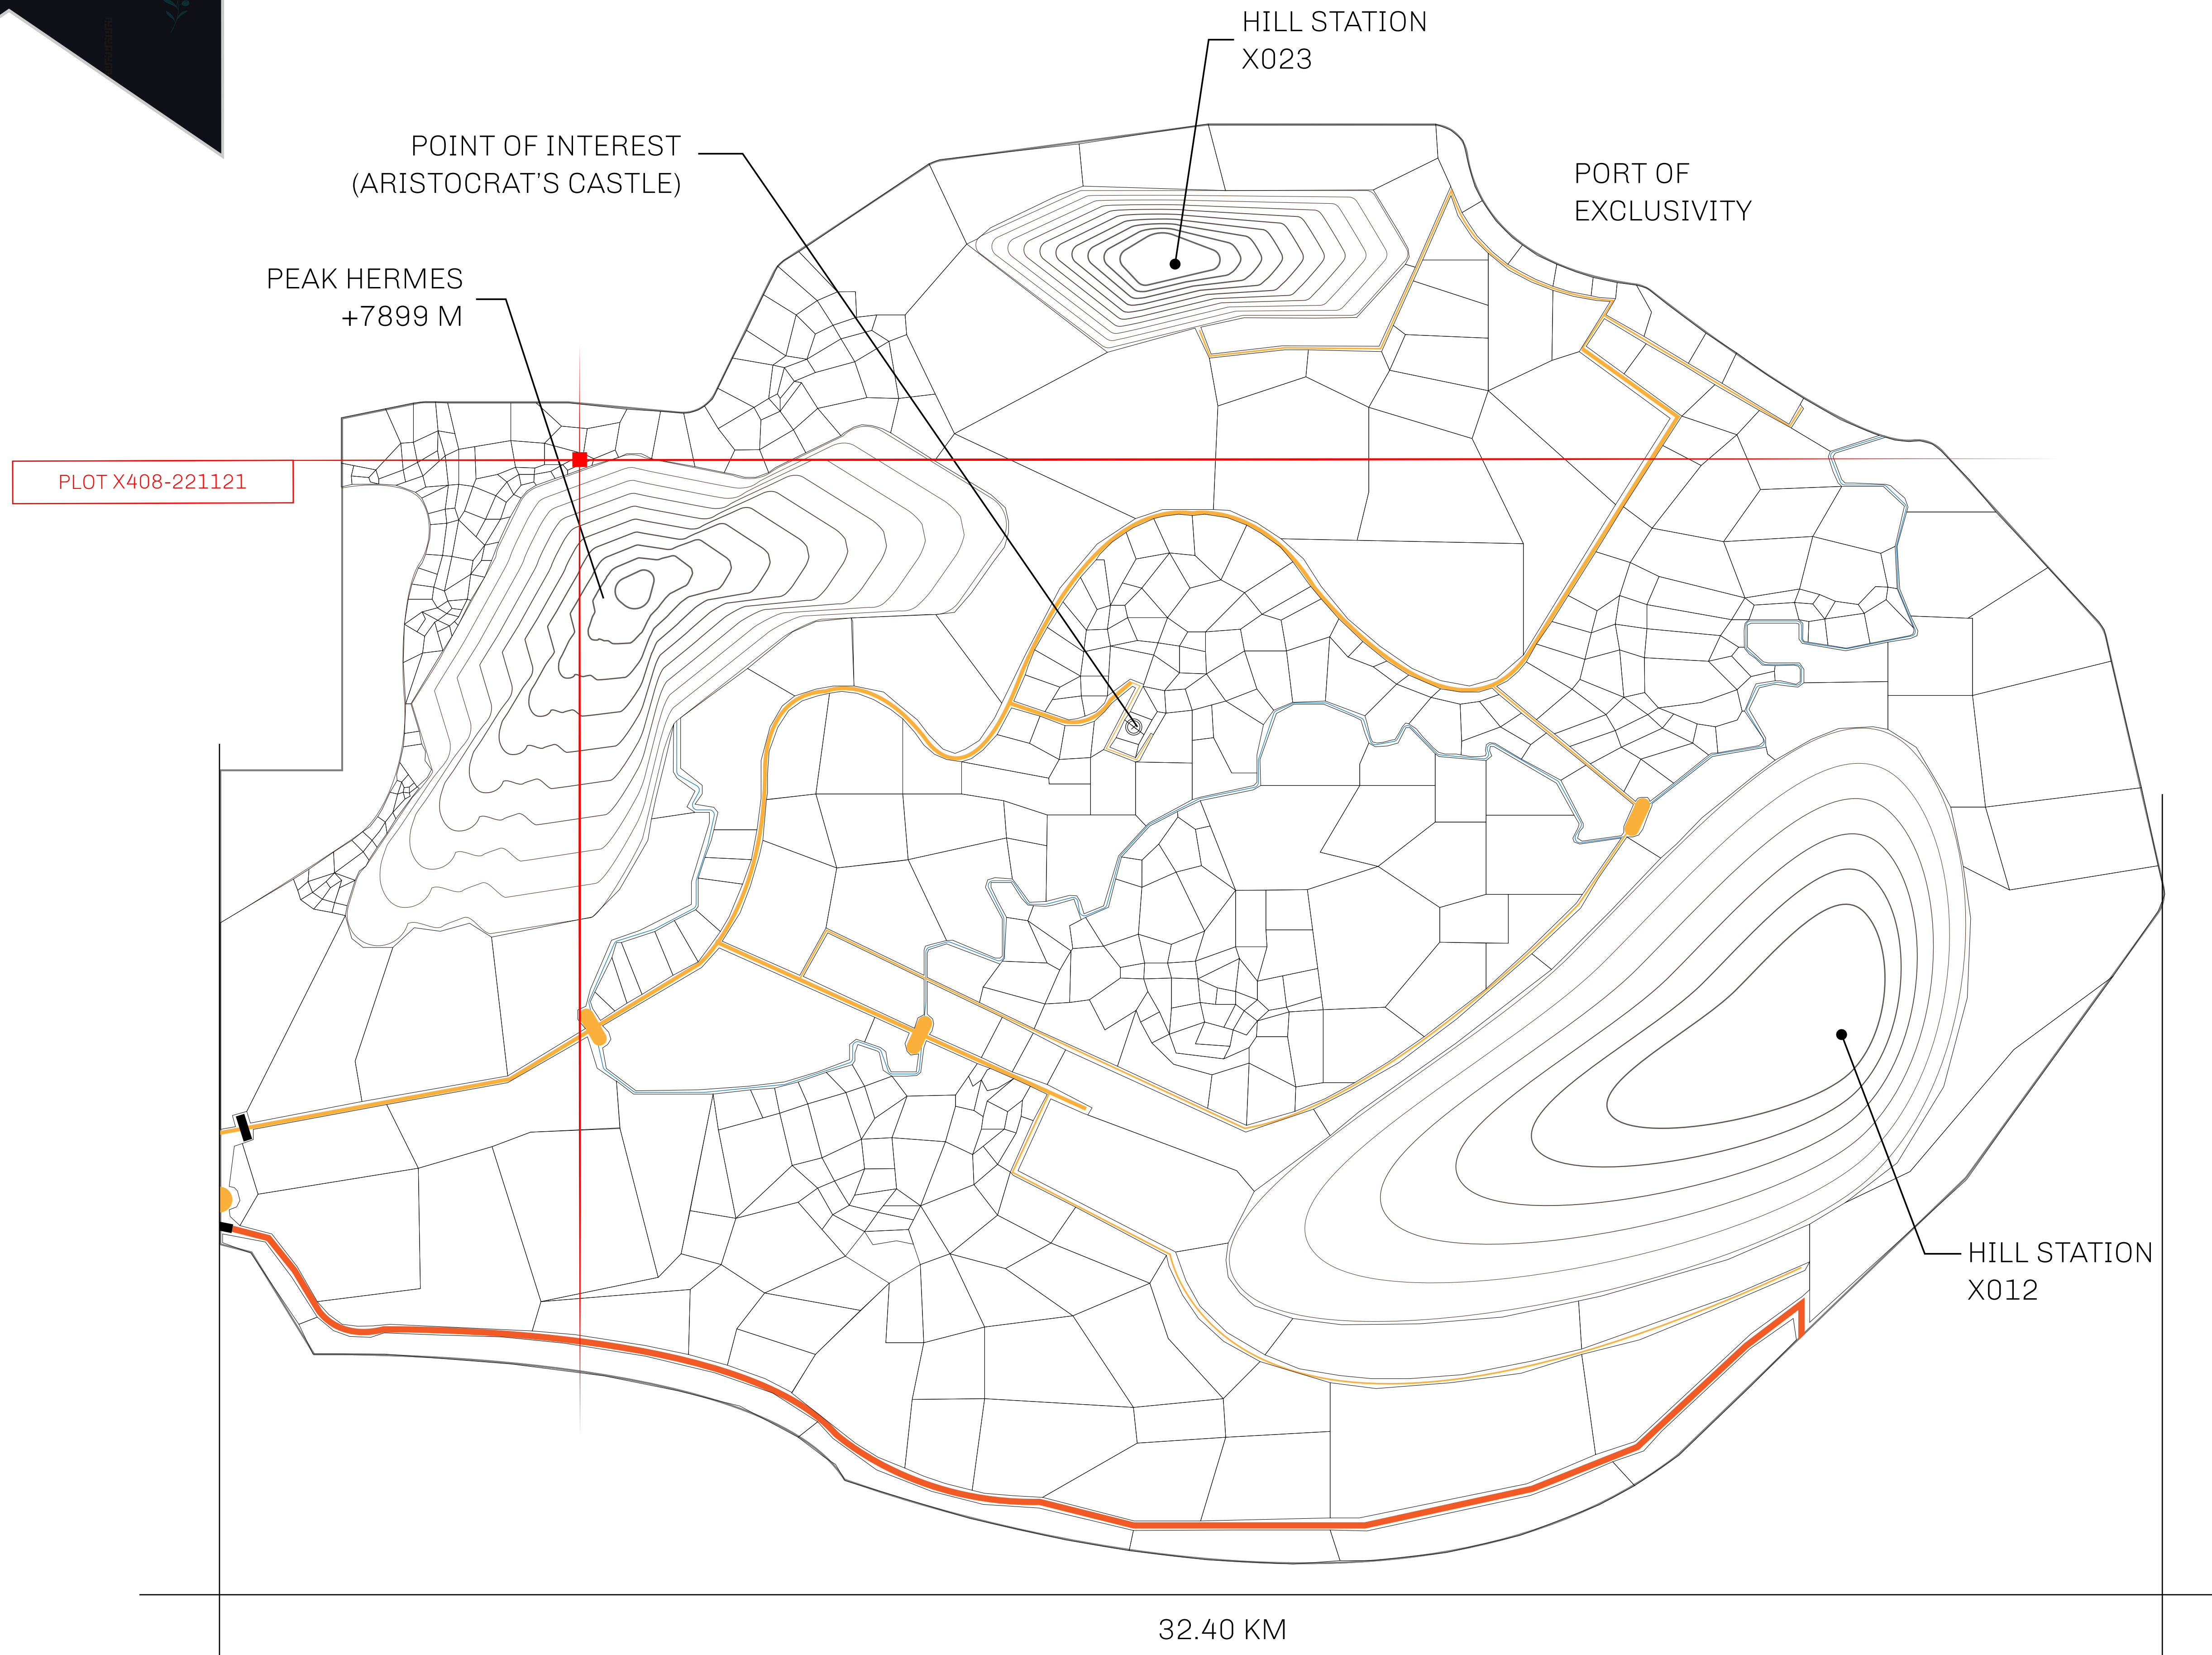 HILL STATION
X023
POINT OF INTEREST
(ARISTOCRAT'S CASTLE)
PORT OF
EXCLUSIVITY
PEAK HERMES
+7899 M
PLOT X408-221121
HILL STATION
X012
32.40 KM